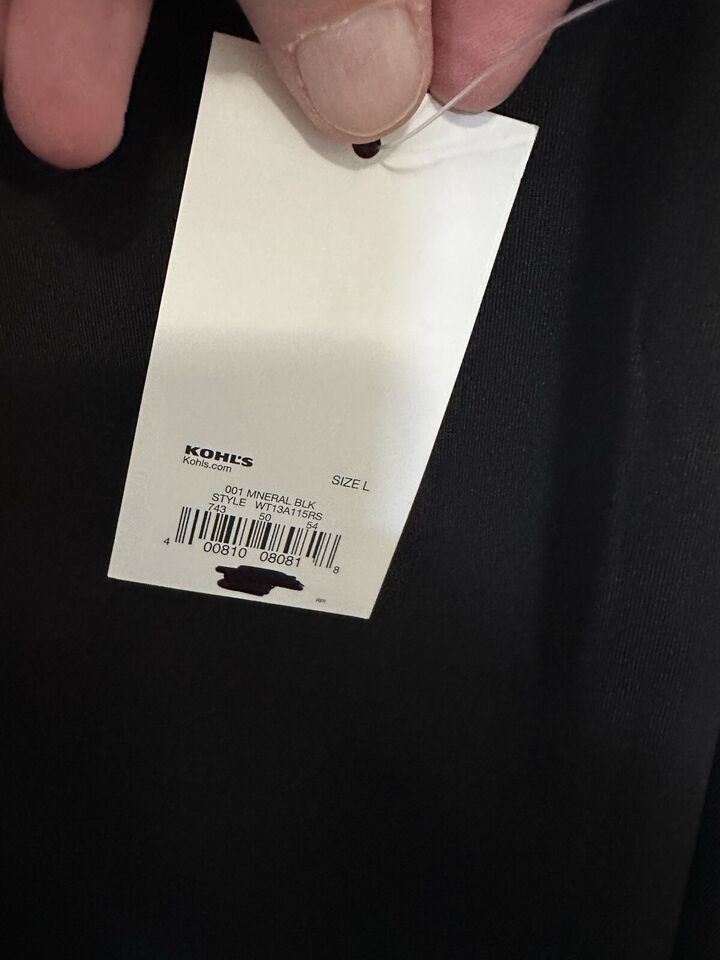 KOHL'S
Kohls.com
SIZE L
001 MNERAL BLK
STYLE WT13A115RS
743 50 54
4 00810 08081 8